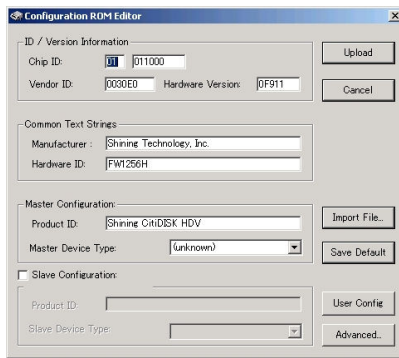 Configuration ROM Editor
ID / Version Information
Chip ID: 01 011000
Upload
Vendor ID: 0030E0 Hardware Version: 0F911
Cancel
Common Text Strings
Manufacturer : Shining Technology, Inc.
Hardware ID: FW1256H
Master Configuration:
Product ID: Shining CitiDISK HDV
Import File..
Master Device Type: (unknown)
Save Default
Slave Configuration:
Product ID:
User Config
Slave Device Type:
Advanced..